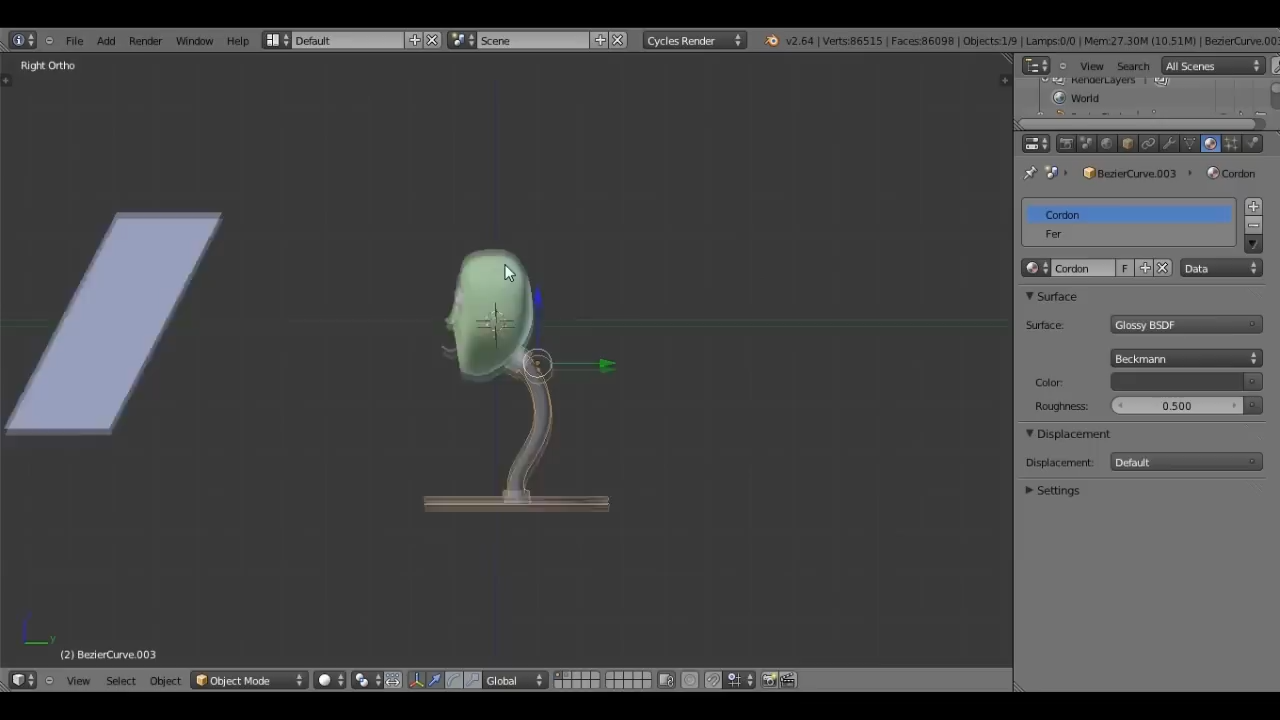 File Add Render Window Help Default Scene Cycles Render v2.64 | Verts:86515 | Faces:86098 | Objects:1/9 | Lamps:0/0 | Mem:27.30M (10.51M) | BezierCurve.003
Right Ortho
View Search All Scenes
RenderLayers
World
BezierCurve.003 Cordon
Cordon
Fer
Cordon F Data
Surface
Surface: Glossy BSDF
Beckmann
Color:
Roughness: 0.500
Displacement
Displacement: Default
Settings
y
(2) BezierCurve.003
View Select Object Object Mode Global